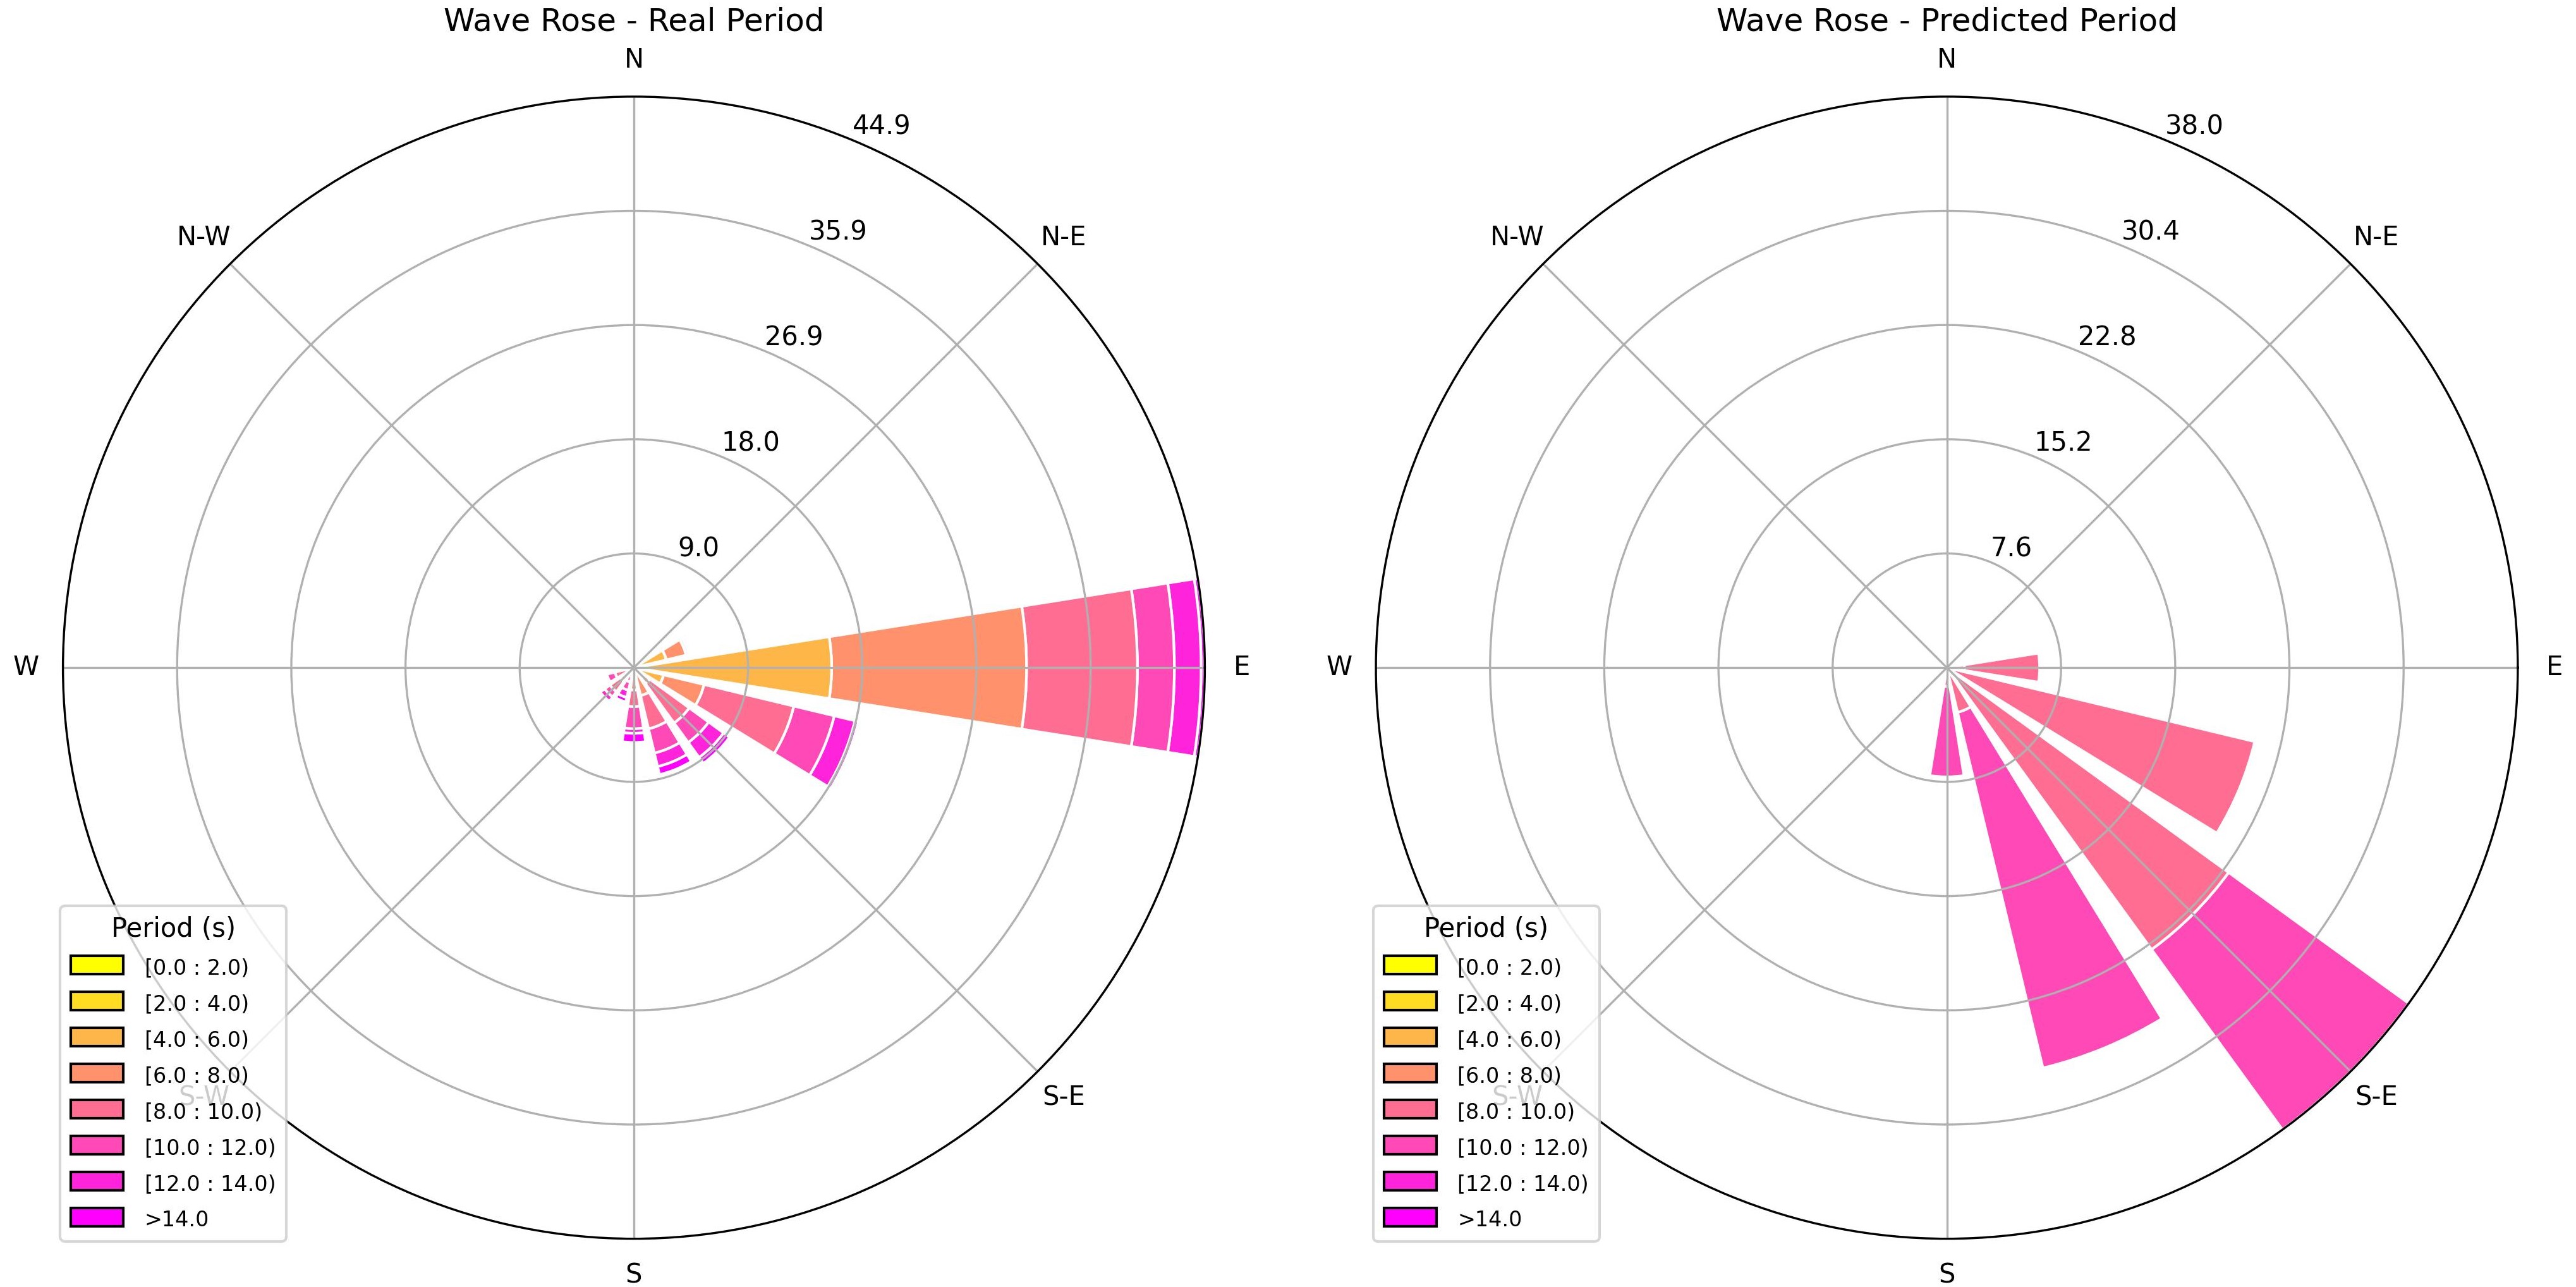 Wave Rose - Real Period
N
44.9
35.9
26.9
18.0
9.0
N-W
N-E
W
E
S-W
S-E
S
Period (s)
[0.0 : 2.0)
[2.0 : 4.0)
[4.0 : 6.0)
[6.0 : 8.0)
[8.0 : 10.0)
[10.0 : 12.0)
[12.0 : 14.0)
>14.0
Wave Rose - Predicted Period
N
38.0
30.4
22.8
15.2
7.6
N-W
N-E
W
E
S-W
S-E
S
Period (s)
[0.0 : 2.0)
[2.0 : 4.0)
[4.0 : 6.0)
[6.0 : 8.0)
[8.0 : 10.0)
[10.0 : 12.0)
[12.0 : 14.0)
>14.0